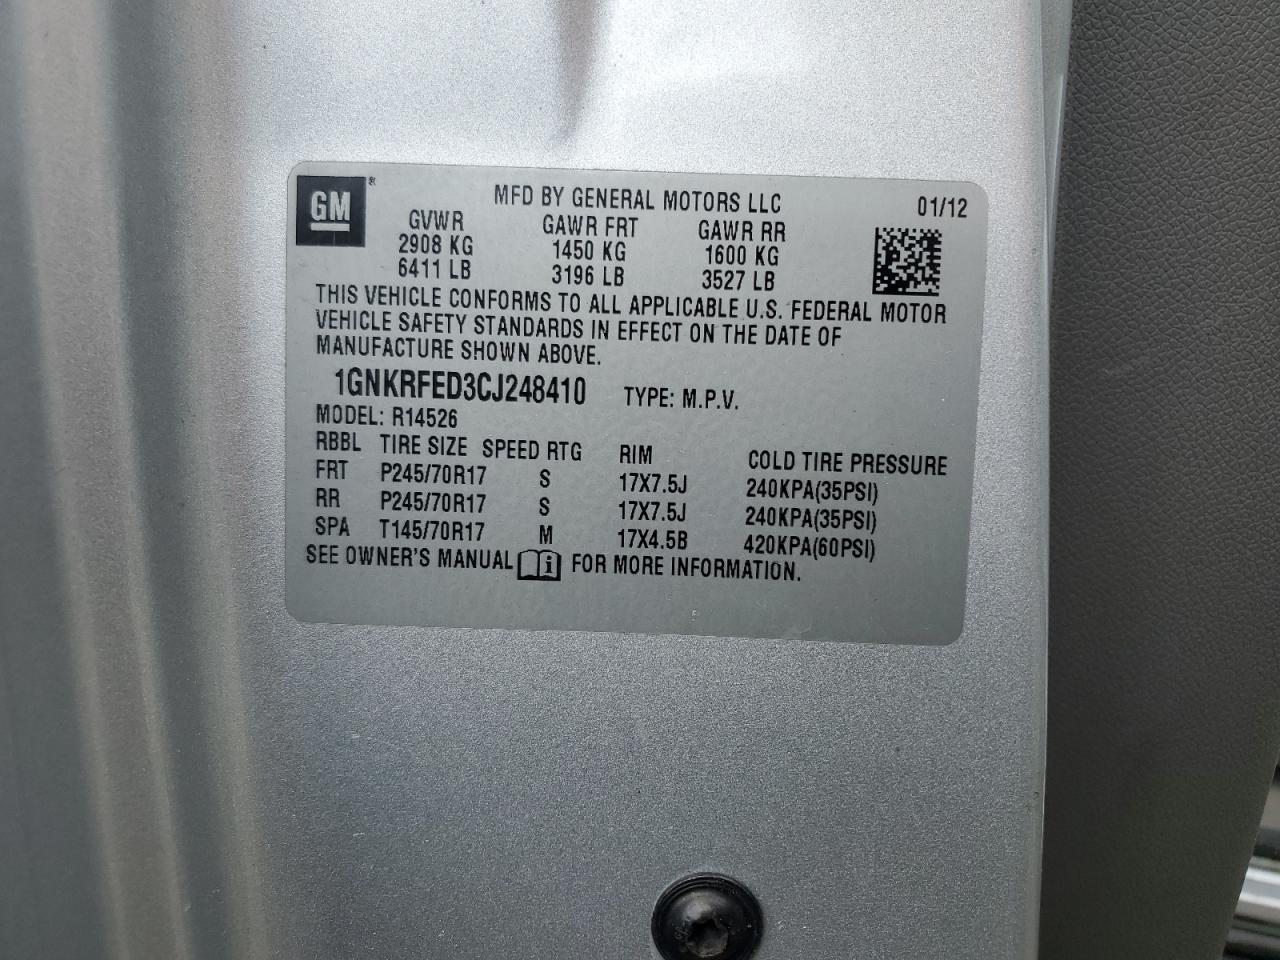 GM® MFD BY GENERAL MOTORS LLC 01/12
GVWR GAWR FRT GAWR RR
2908 KG 1450 KG 1600 KG
6411 LB 3196 LB 3527 LB
THIS VEHICLE CONFORMS TO ALL APPLICABLE U.S. FEDERAL MOTOR
VEHICLE SAFETY STANDARDS IN EFFECT ON THE DATE OF
MANUFACTURE SHOWN ABOVE.
1GNKRFED3CJ248410 TYPE: M.P.V.
MODEL: R14526
RBBL TIRE SIZE SPEED RTG RIM COLD TIRE PRESSURE
FRT P245/70R17 S 17X7.5J 240KPA(35PSI)
RR P245/70R17 S 17X7.5J 240KPA(35PSI)
SPA T145/70R17 M 17X4.5B 420KPA(60PSI)
SEE OWNER'S MANUAL i FOR MORE INFORMATION.